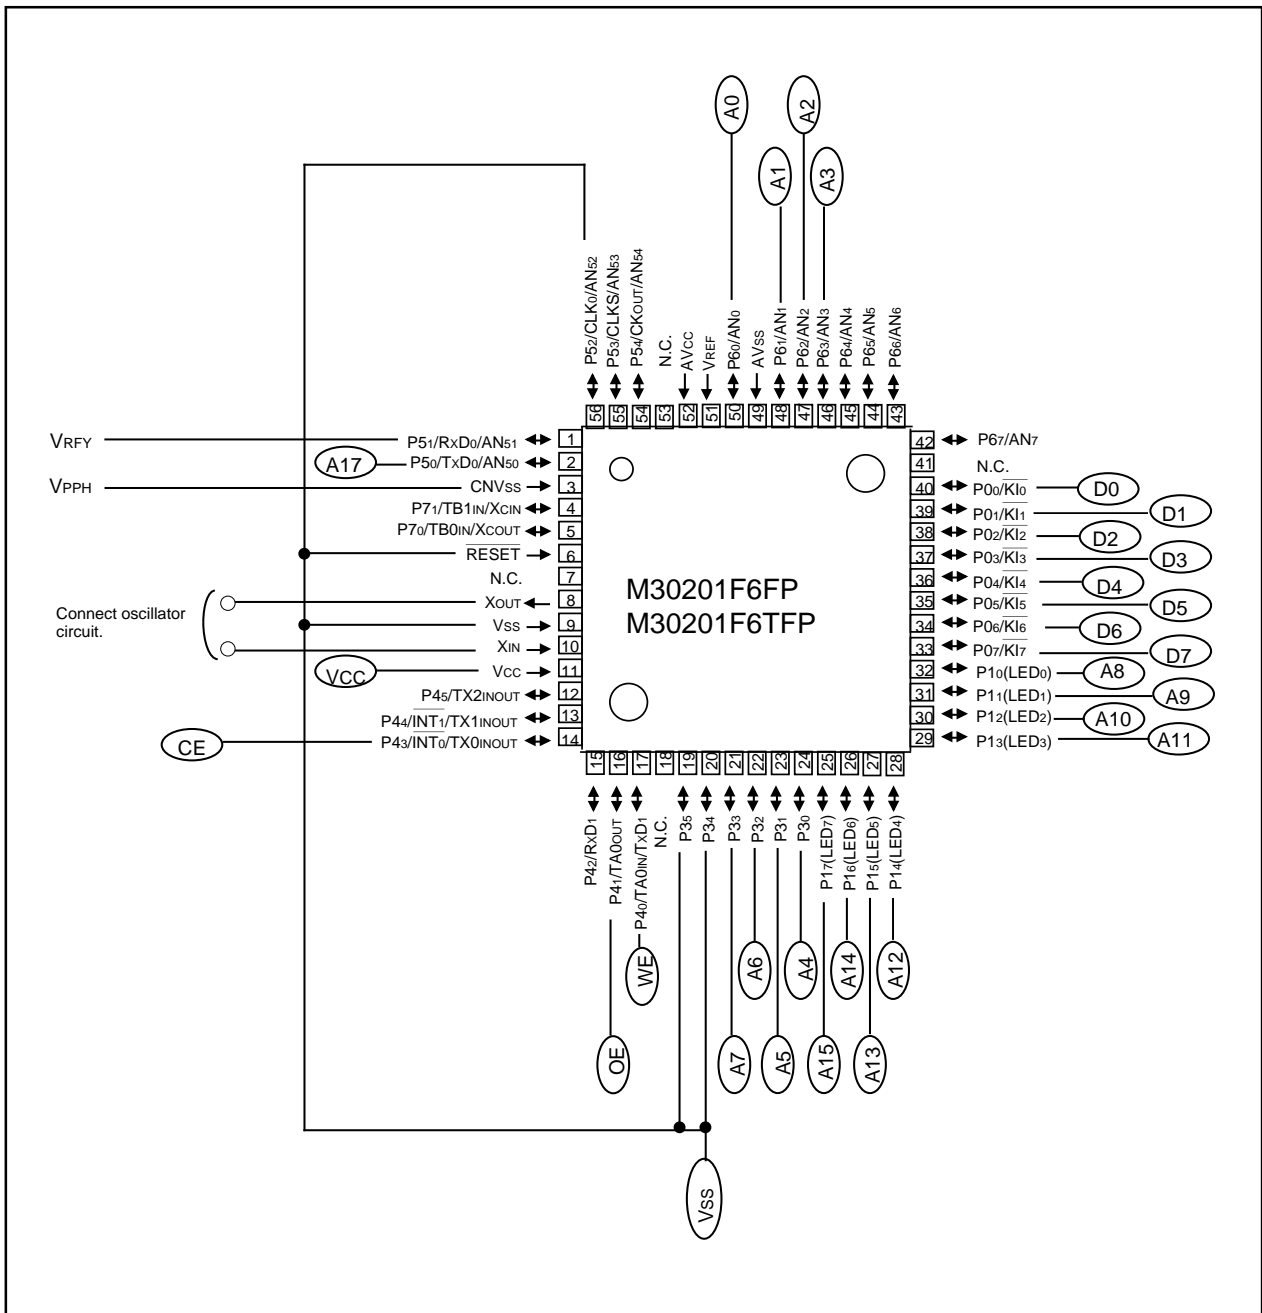 A0
A2
A1
A3
P52/CLK0/AN52
P53/CLKS/AN53
P54/CKOUT/AN54
N.C.
AVCC
VREF
P60/AN0
AVSS
P61/AN1
P62/AN2
P63/AN3
P64/AN4
P65/AN5
P66/AN6
56
55
54
53
52
51
50
49
48
47
46
45
44
43
VRFY
P51/RXD0/AN51
1
A17
P50/TXD0/AN50
2
VPPH
CNVSS
3
P71/TB1IN/XCIN
4
P70/TB0IN/XCOUT
5
RESET
6
N.C.
7
Connect oscillator
circuit.
XOUT
8
VSS
9
XIN
10
VCC
VCC
11
P45/TX2INOUT
12
P44/INT1/TX1INOUT
13
CE
P43/INT0/TX0INOUT
14
M30201F6FP
M30201F6TFP
42
P67/AN7
41
N.C.
40
P00/KI0
D0
39
P01/KI1
D1
38
P02/KI2
D2
37
P03/KI3
D3
36
P04/KI4
D4
35
P05/KI5
D5
34
P06/KI6
D6
33
P07/KI7
D7
32
P10(LED0)
A8
31
P11(LED1)
A9
30
P12(LED2)
A10
29
P13(LED3)
A11
15
16
17
18
19
20
21
22
23
24
25
26
27
28
P42/RXD1
P41/TA0OUT
P40/TA0IN/TXD1
N.C.
P35
P34
P33
P32
P31
P30
P17(LED7)
P16(LED6)
P15(LED5)
P14(LED4)
WE
A6
A4
A14
A12
OE
A7
A5
A15
A13
VSS